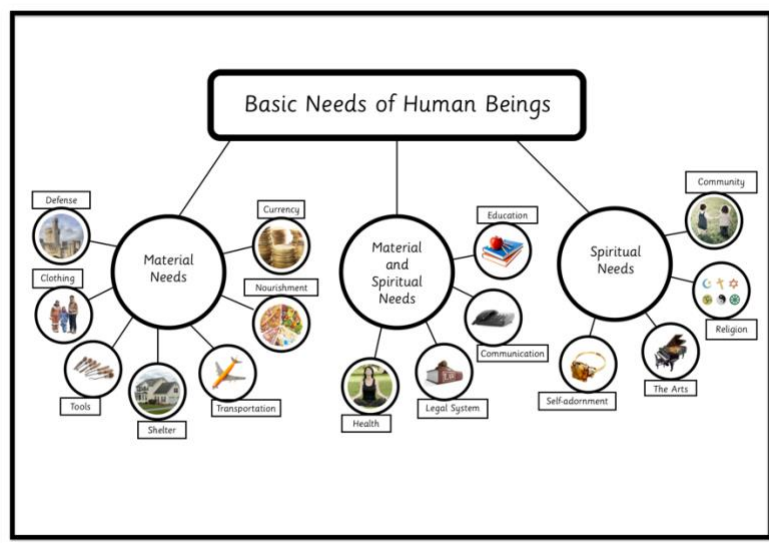 Basic Needs of Human Beings
Material
Needs
Defense
Clothing
Tools
Shelter
Transportation
Nourishment
Currency
Material
and
Spiritual
Needs
Education
Communication
Legal System
Health
Spiritual
Needs
Community
Religion
The Arts
Self-adornment